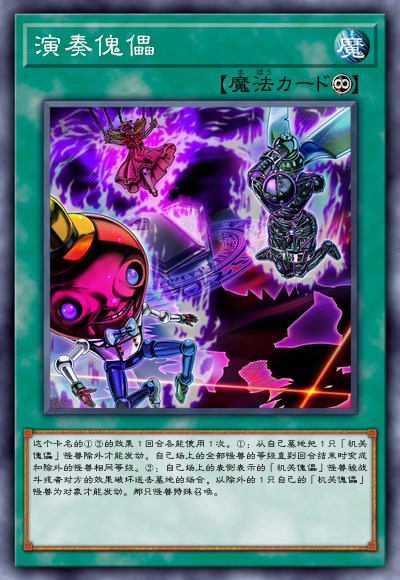 演奏傀儡
魔
【魔法カード】
まほう
这个卡名的①②的效果1回合各能使用1次。①：从自己墓地把1只「机关
傀儡」怪兽除外才能发动。自己场上的全部怪兽的等级直到回合结束时变成
和除外的怪兽相同等级。②：自己场上的表侧表示的「机关傀儡」怪兽被战
斗或者对方的效果破坏送去墓地的场合，以除外的1只自己的「机关傀儡」
怪兽为对象才能发动。那只怪兽特殊召唤。